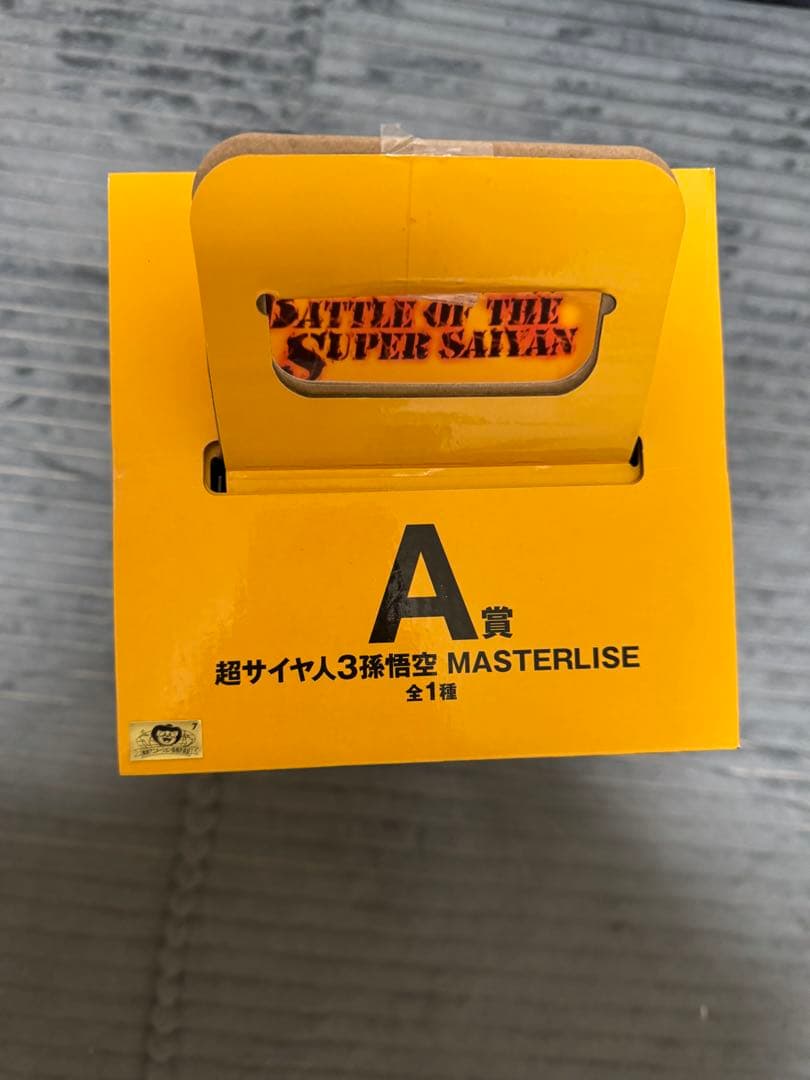 BATTLE OF THE
SUPER SAIYAN
A賞
超サイヤ人3孫悟空 MASTERLISE
全1種
7